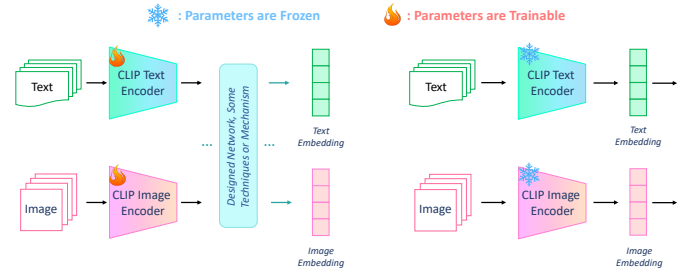 : Parameters are Frozen
: Parameters are Trainable
Text
CLIP Text
Encoder
Designed Network, Some
Techniques or Mechanism
...
...
Text
Embedding
Image
CLIP Image
Encoder
Image
Embedding
Text
CLIP Text
Encoder
Text
Embedding
Image
CLIP Image
Encoder
Image
Embedding